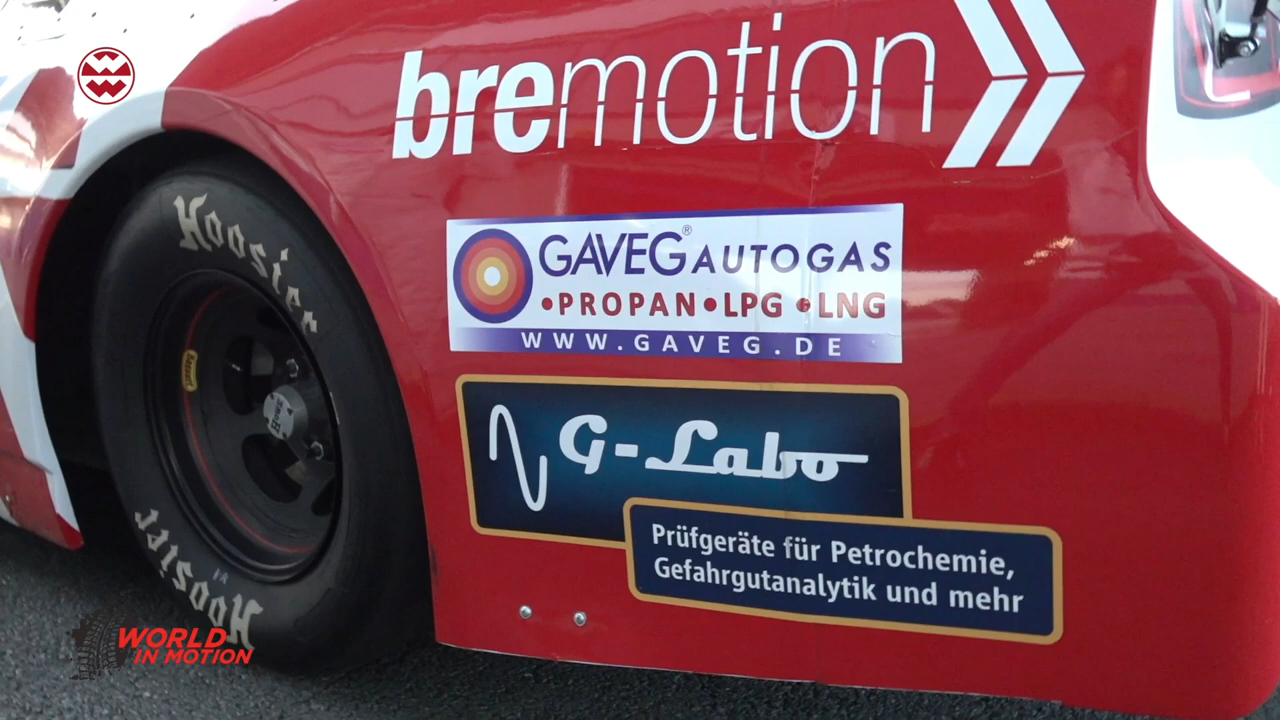 bremotion
Hoosier
GAVEG® AUTOGAS
•PROPAN•LPG •LNG
WWW.GAVEG.DE
G-Labo
Prüfgeräte für Petrochemie,
Gefahrgutanalytik und mehr
Hoosier
WORLD
IN MOTION